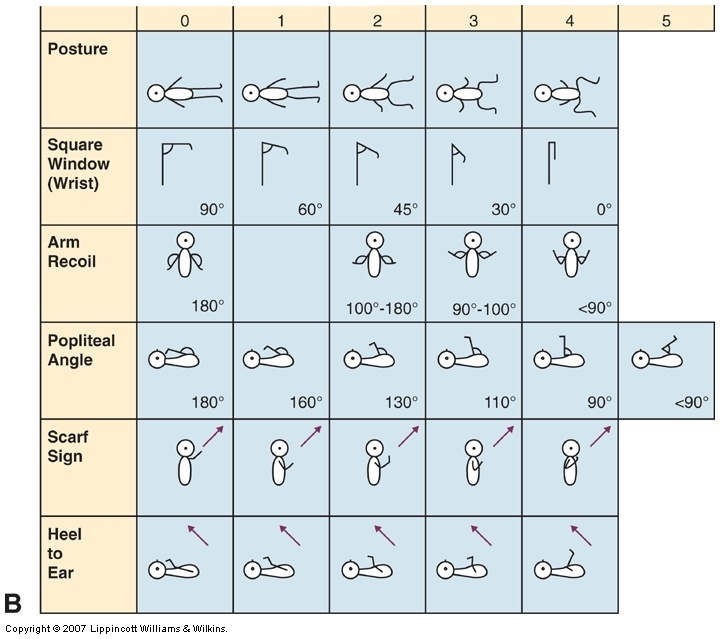 0 1 2 3 4 5
Posture
Square
Window
(Wrist)
90° 60° 45° 30° 0°
Arm
Recoil
180° 100°-180° 90°-100° <90°
Popliteal
Angle
180° 160° 130° 110° 90° <90°
Scarf
Sign
Heel
to
Ear
B
Copyright © 2007 Lippincott Williams & Wilkins.